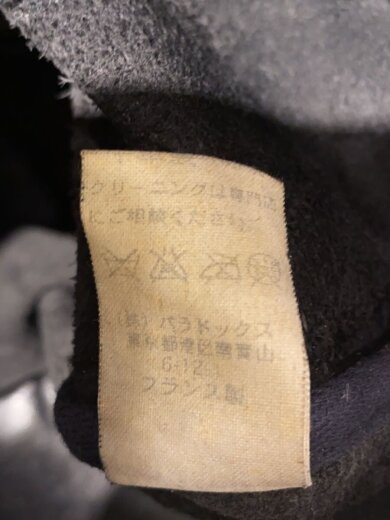 クリーニングは専門店
にご相談ください。
(株)パラドックス
東京都港区南青山
6-12
フランス製